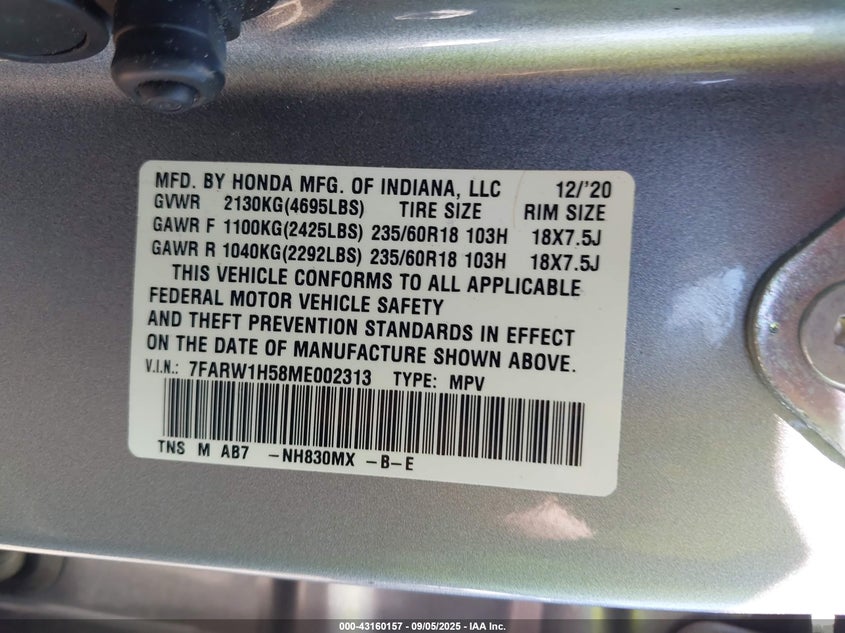 MFD. BY HONDA MFG. OF INDIANA, LLC 12/'20
GVWR 2130KG(4695LBS) TIRE SIZE RIM SIZE
GAWR F 1100KG(2425LBS) 235/60R18 103H 18X7.5J
GAWR R 1040KG(2292LBS) 235/60R18 103H 18X7.5J
THIS VEHICLE CONFORMS TO ALL APPLICABLE
FEDERAL MOTOR VEHICLE SAFETY
AND THEFT PREVENTION STANDARDS IN EFFECT
ON THE DATE OF MANUFACTURE SHOWN ABOVE.
V.I.N.: 7FARW1H58ME002313 TYPE: MPV
TNS M AB7 -NH830MX -B-E
000-43160157 - 09/05/2025 - IAA Inc.